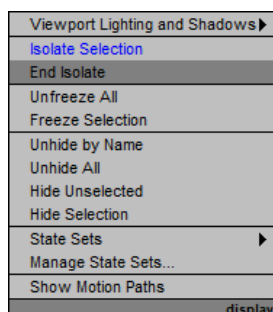 Viewport Lighting and Shadows
Isolate Selection
End Isolate
Unfreeze All
Freeze Selection
Unhide by Name
Unhide All
Hide Unselected
Hide Selection
State Sets
Manage State Sets...
Show Motion Paths
display